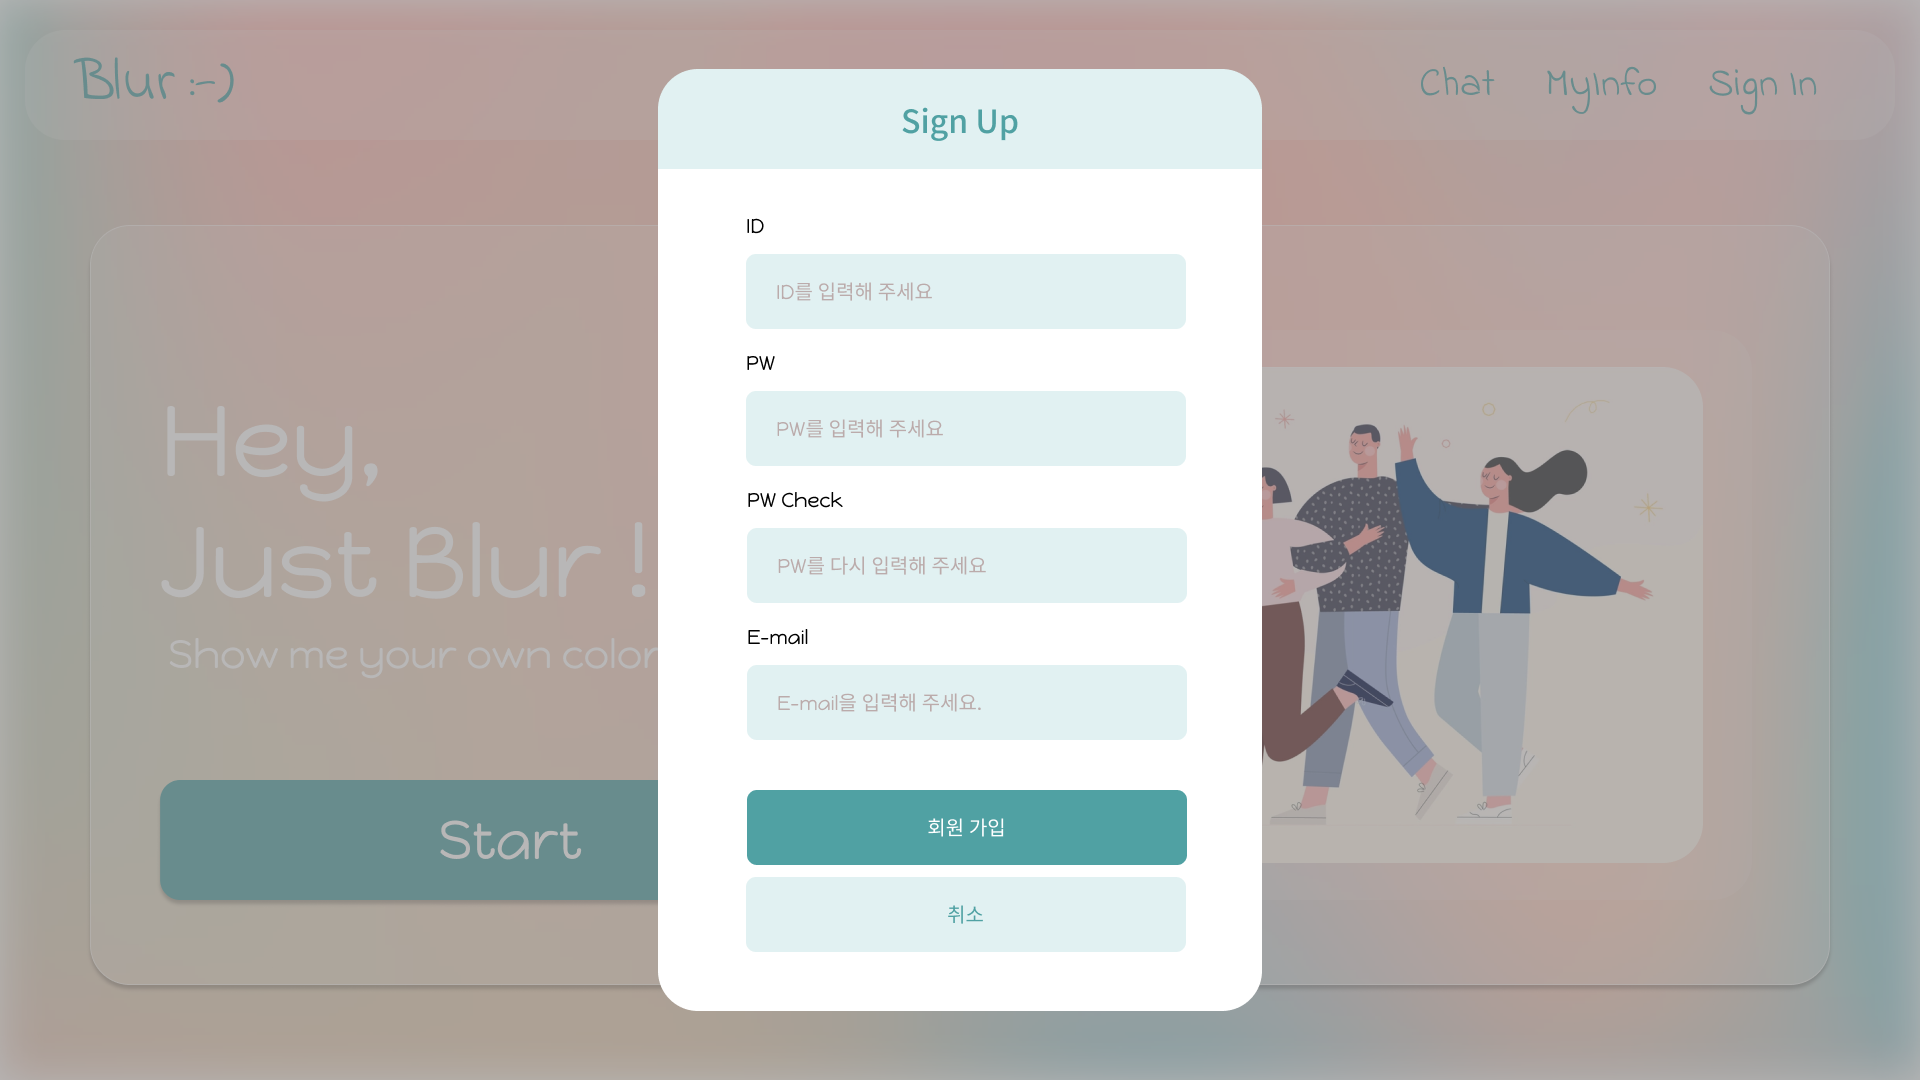 Blur :-)
Chat MyInfo Sign In
Sign Up
ID
ID를 입력해 주세요
PW
PW를 입력해 주세요
PW Check
PW를 다시 입력해 주세요
E-mail
E-mail을 입력해 주세요.
회원 가입
취소
Hey,
Just Blur !
Show me your own color
Start